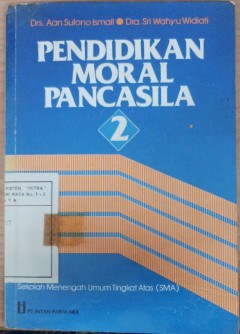 Drs. Aan Sulono Ismail ● Dra. Sri Wahyu Widiati
PENDIDIKAN
MORAL
PANCASILA
2
Sekolah Menengah Umum Tingkat Atas (SMA)